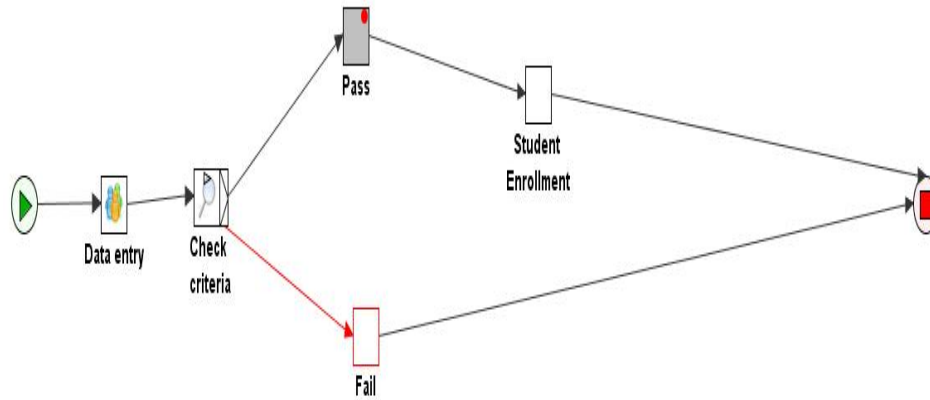 Pass
Student
Enrollment
Data entry
Check
criteria
Fail